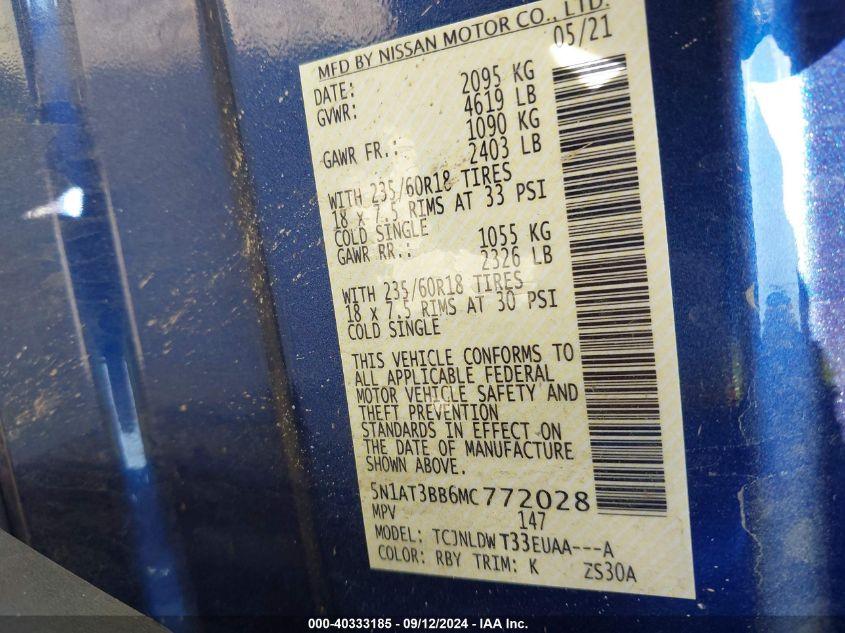 MFD BY NISSAN MOTOR CO., LTD.
DATE: 05/21
GVWR: 2095 KG
4619 LB
GAWR FR.: 1090 KG
2403 LB
WITH 235/60R18 TIRES
18 x 7.5 RIMS AT 33 PSI
COLD SINGLE
GAWR RR.: 1055 KG
2326 LB
WITH 235/60R18 TIRES
18 x 7.5 RIMS AT 30 PSI
COLD SINGLE
THIS VEHICLE CONFORMS TO
ALL APPLICABLE FEDERAL
MOTOR VEHICLE SAFETY AND
THEFT PREVENTION
STANDARDS IN EFFECT ON
THE DATE OF MANUFACTURE
SHOWN ABOVE.
5N1AT3BB6MC772028
MPV 147
MODEL: TCJNLDW T33EUAA---A
COLOR: RBY TRIM: K ZS30A
000-40333185 - 09/12/2024 - IAA Inc.